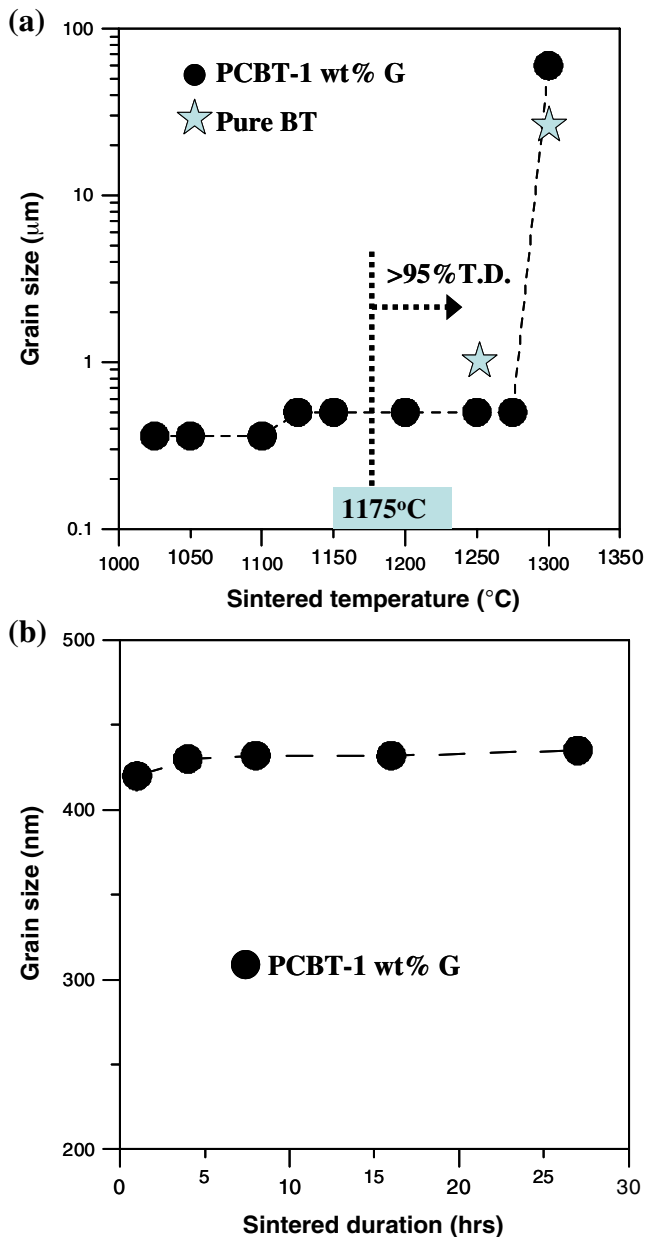 (a)
100
10
1
0.1
Grain size (μm)
PCBT-1 wt% G
Pure BT
>95%T.D.
1175°C
1000 1050 1100 1150 1200 1250 1300 1350
Sintered temperature (°C)
(b)
500
400
300
200
Grain size (nm)
PCBT-1 wt% G
0 5 10 15 20 25 30
Sintered duration (hrs)